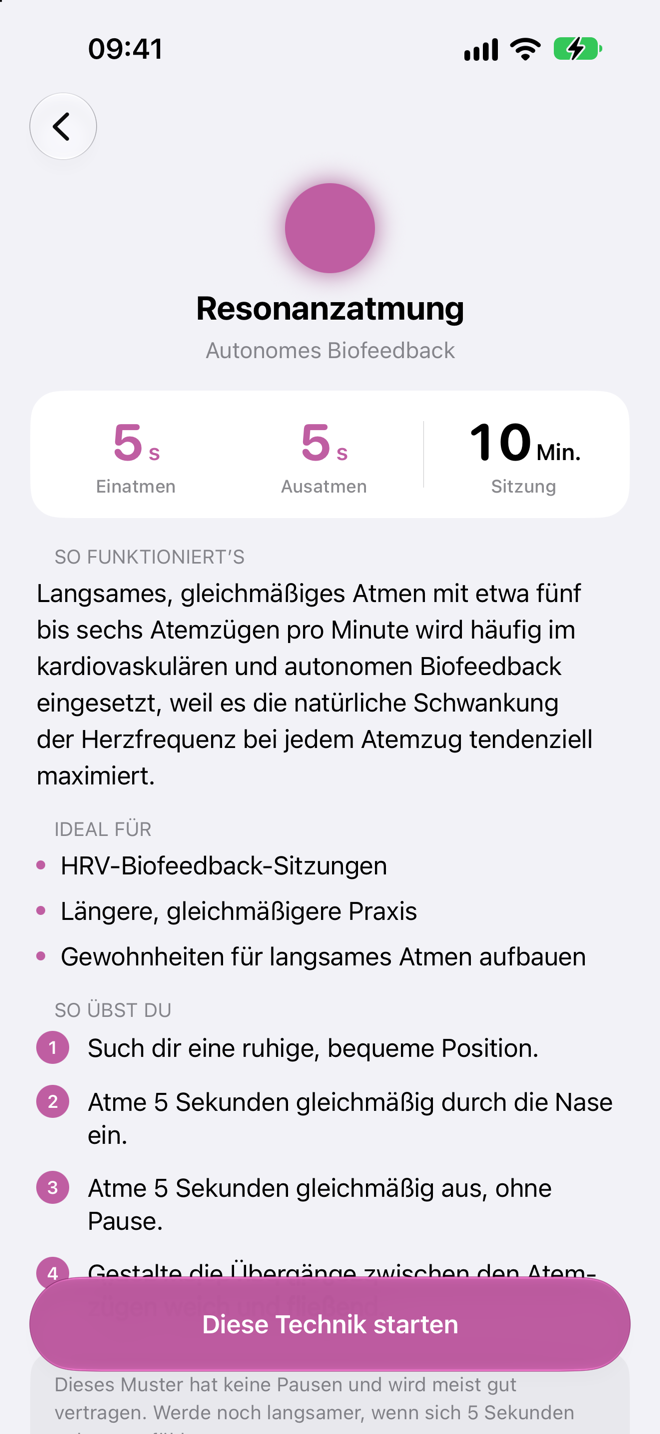 09:41
Resonanzatmung
Autonomes Biofeedback
5 s
Einatmen
5 s
Ausatmen
10 Min.
Sitzung
SO FUNKTIONIERT’S
Langsames, gleichmäßiges Atmen mit etwa fünf
bis sechs Atemzügen pro Minute wird häufig im
kardiovaskulären und autonomen Biofeedback
eingesetzt, weil es die natürliche Schwankung
der Herzfrequenz bei jedem Atemzug tendenziell
maximiert.
IDEAL FÜR
HRV-Biofeedback-Sitzungen
Längere, gleichmäßigere Praxis
Gewohnheiten für langsames Atmen aufbauen
SO ÜBST DU
1 Such dir eine ruhige, bequeme Position.
2 Atme 5 Sekunden gleichmäßig durch die Nase
ein.
3 Atme 5 Sekunden gleichmäßig aus, ohne
Pause.
4 Gestalte die Übergänge zwischen den Atem-
Diese Technik starten
Dieses Muster hat keine Pausen und wird meist gut
vertragen. Werde noch langsamer, wenn sich 5 Sekunden